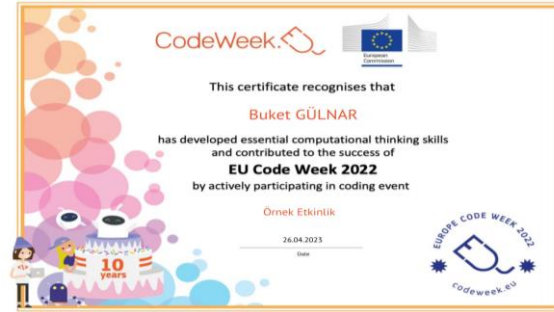 CodeWeek.EU
European
Commission
This certificate recognises that
Buket GÜLNAR
has developed essential computational thinking skills
and contributed to the success of
EU Code Week 2022
by actively participating in coding event
Örnek Etkinlik
26.04.2023
Date
10
years
EUROPE CODE WEEK 2022
codeweek.eu